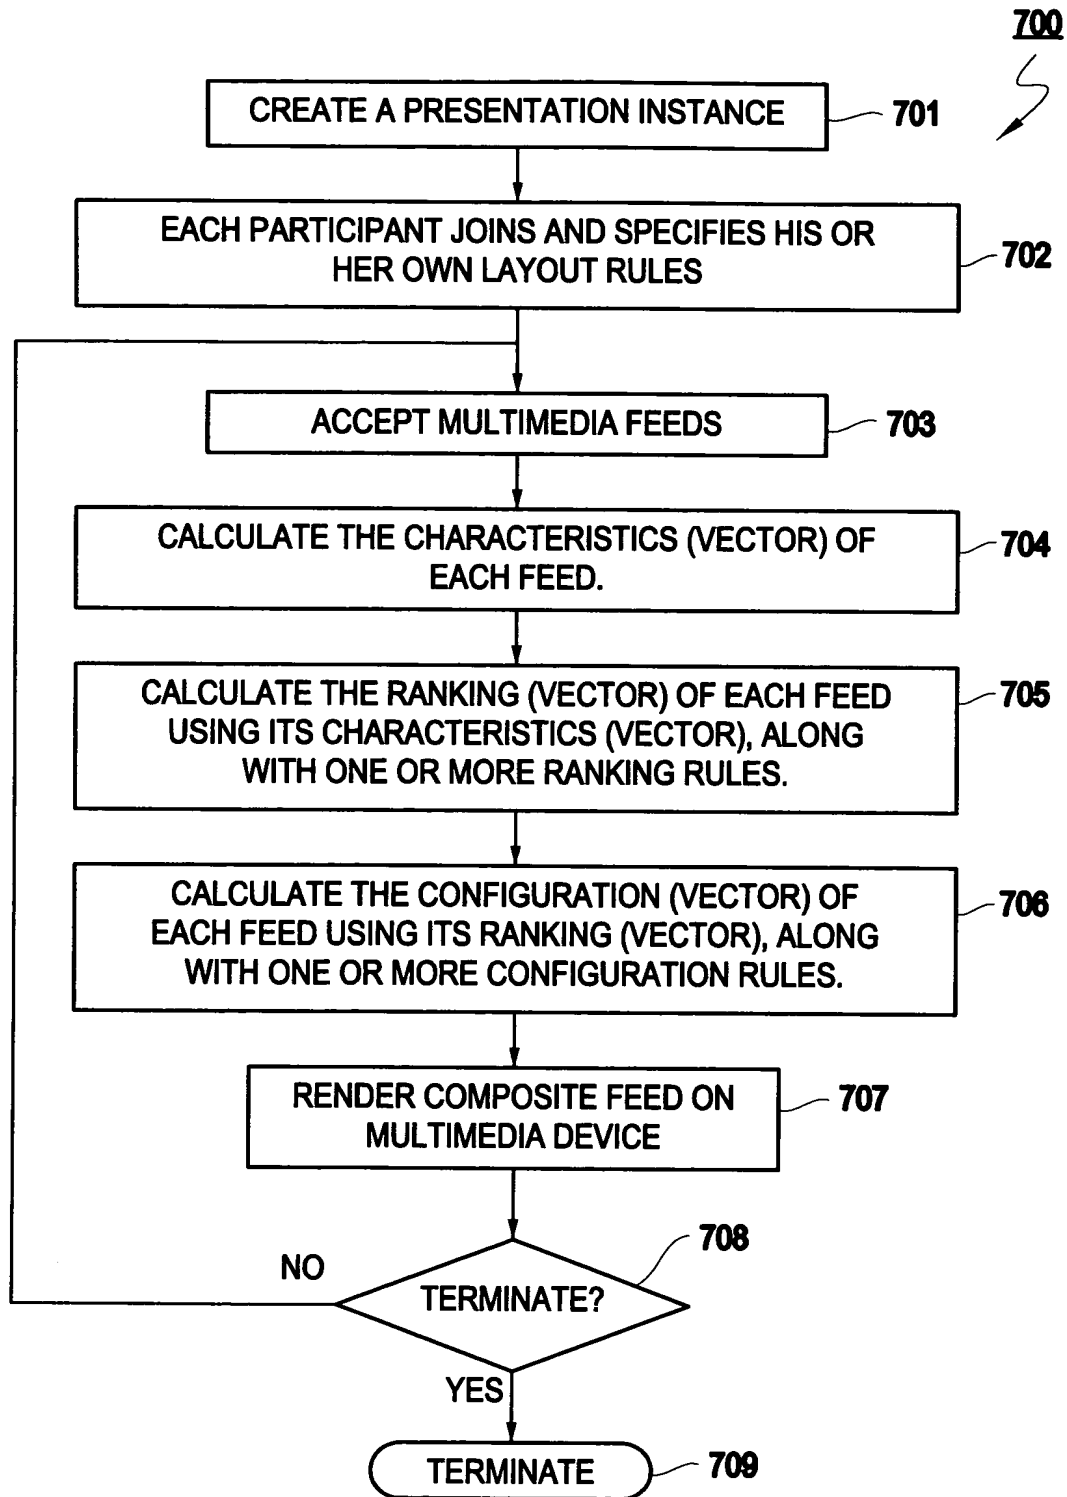 700
CREATE A PRESENTATION INSTANCE
701
EACH PARTICIPANT JOINS AND SPECIFIES HIS OR
HER OWN LAYOUT RULES
702
ACCEPT MULTIMEDIA FEEDS
703
CALCULATE THE CHARACTERISTICS (VECTOR) OF
EACH FEED.
704
CALCULATE THE RANKING (VECTOR) OF EACH FEED
USING ITS CHARACTERISTICS (VECTOR), ALONG
WITH ONE OR MORE RANKING RULES.
705
CALCULATE THE CONFIGURATION (VECTOR) OF
EACH FEED USING ITS RANKING (VECTOR), ALONG
WITH ONE OR MORE CONFIGURATION RULES.
706
RENDER COMPOSITE FEED ON
MULTIMEDIA DEVICE
707
708
NO
TERMINATE?
YES
TERMINATE
709